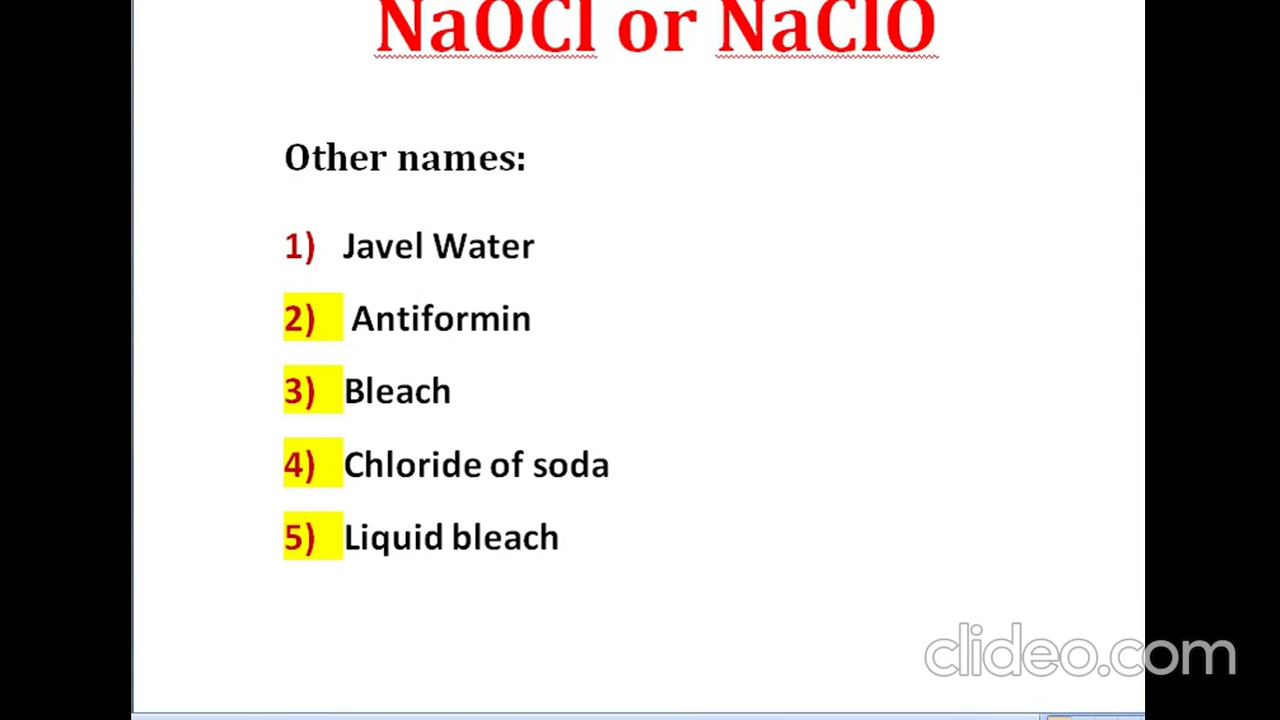 NaOCl or NaClO
Other names:
1) Javel Water
2) Antiformin
3) Bleach
4) Chloride of soda
5) Liquid bleach
clideo.com